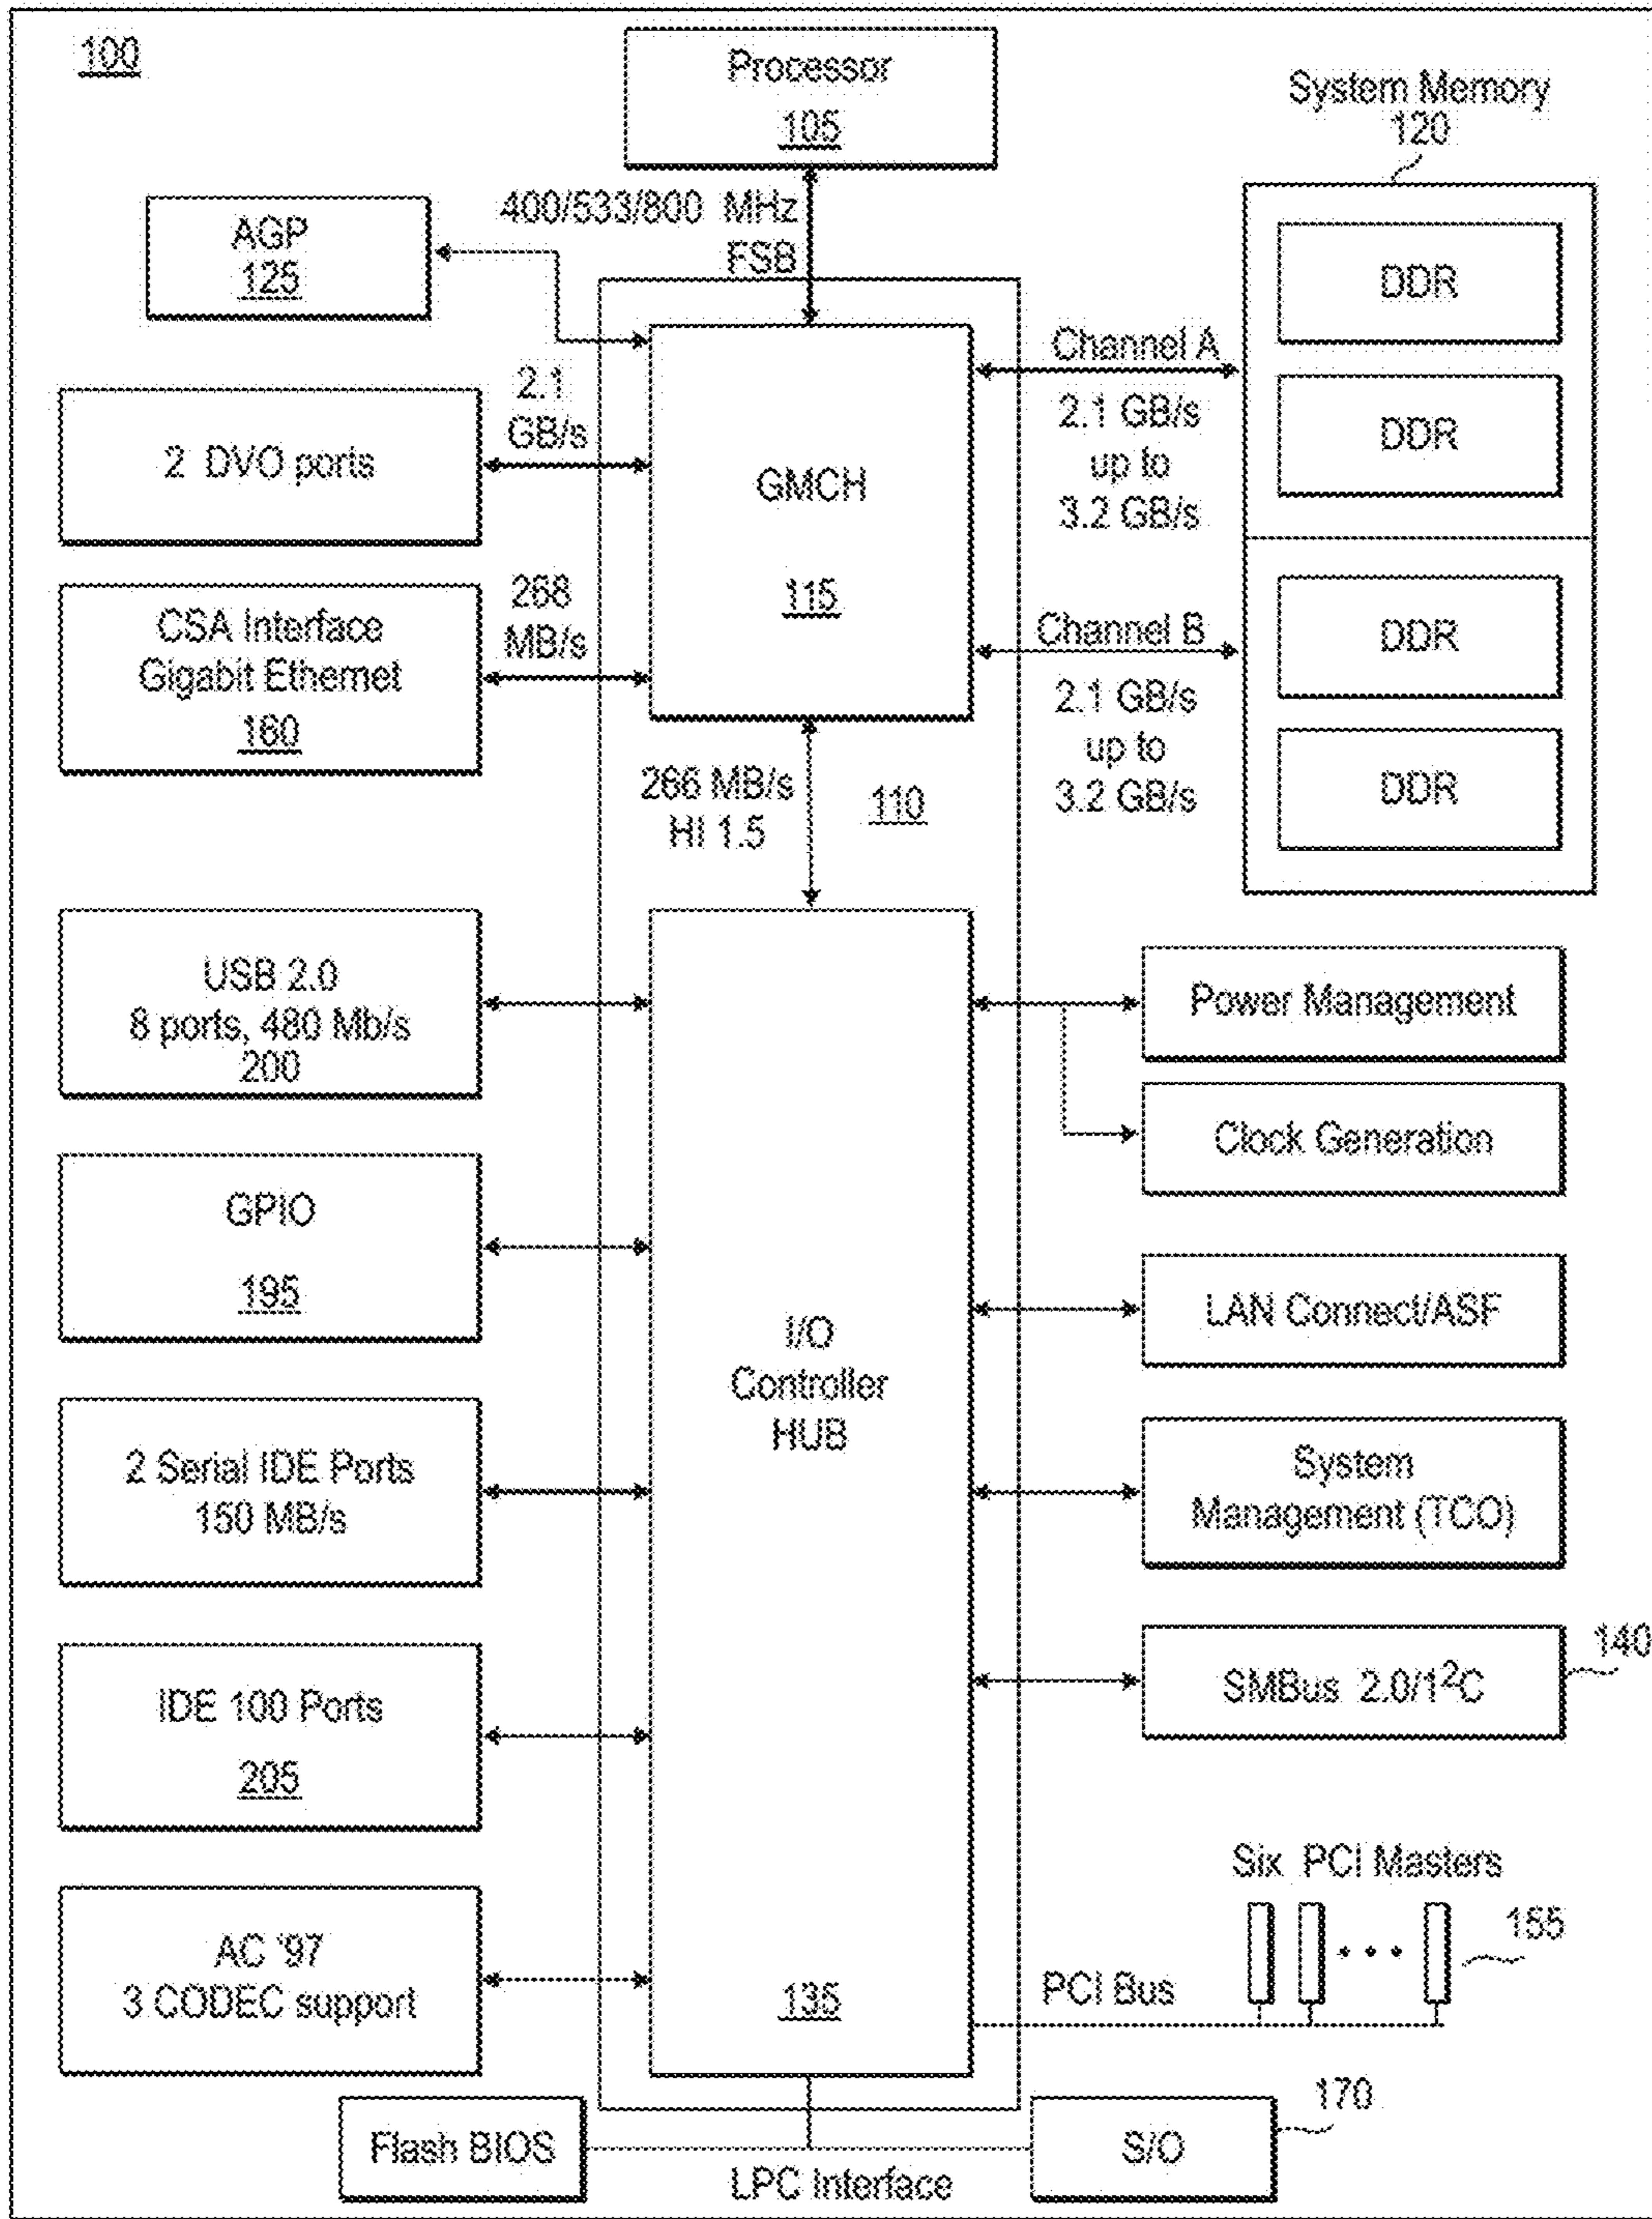 100
Processor
105
System Memory
120
400/533/800 MHz
FSB
AGP
125
DDR
DDR
DDR
DDR
Channel A
2.1 GB/s
up to
3.2 GB/s
2.1
GB/s
2 DVO ports
GMCH
115
268
MB/s
CSA Interface
Gigabit Ethernet
160
Channel B
2.1 GB/s
up to
3.2 GB/s
266 MB/s
HI 1.5
110
USB 2.0
8 ports, 480 Mb/s
200
Power Management
Clock Generation
GPIO
195
LAN Connect/ASF
I/O
Controller
HUB
2 Serial IDE Ports
150 MB/s
System
Management (TCO)
140
SMBus 2.0/1²C
IDE 100 Ports
205
Six PCI Masters
155
AC '97
3 CODEC support
PCI Bus
135
170
Flash BIOS
S/O
LPC Interface